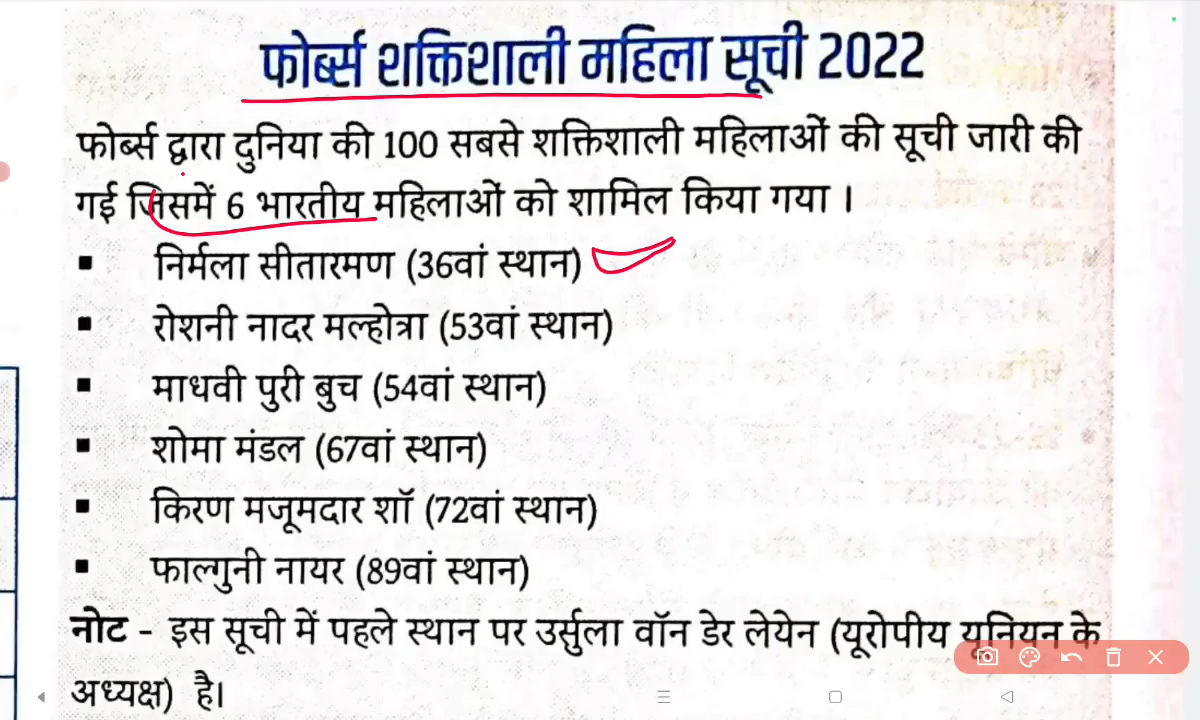 फोर्ब्स शक्तिशाली महिला सूची 2022
फोर्ब्स द्वारा दुनिया की 100 सबसे शक्तिशाली महिलाओं की सूची जारी की
गई जिसमें 6 भारतीय महिलाओं को शामिल किया गया ।
▪ निर्मला सीतारमण (36वां स्थान)
▪ रोशनी नादर मल्होत्रा (53वां स्थान)
▪ माधवी पुरी बुच (54वां स्थान)
▪ शोमा मंडल (67वां स्थान)
▪ किरण मजूमदार शॉ (72वां स्थान)
▪ फाल्गुनी नायर (89वां स्थान)
नोट - इस सूची में पहले स्थान पर उर्सुला वॉन डेर लेयेन (यूरोपीय यूनियन के
अध्यक्ष) है।